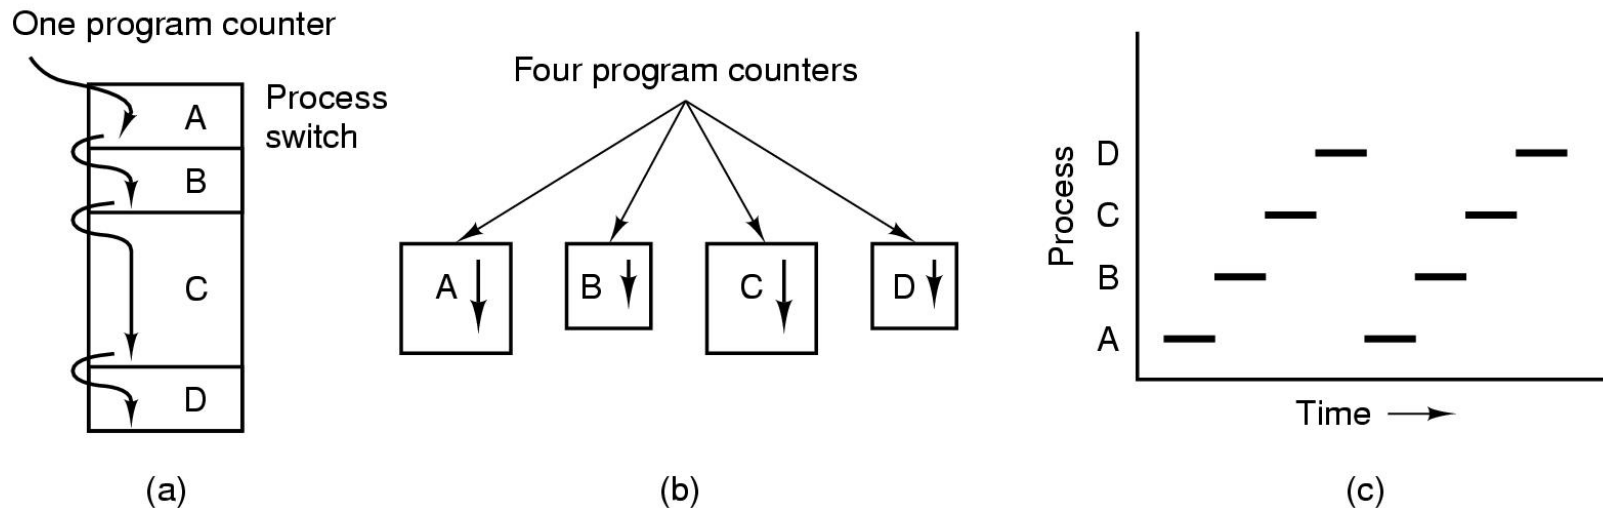 One program counter
Process
switch
A
B
C
D
(a)
Four program counters
A
B
C
D
(b)
Process
D
C
B
A
Time
(c)